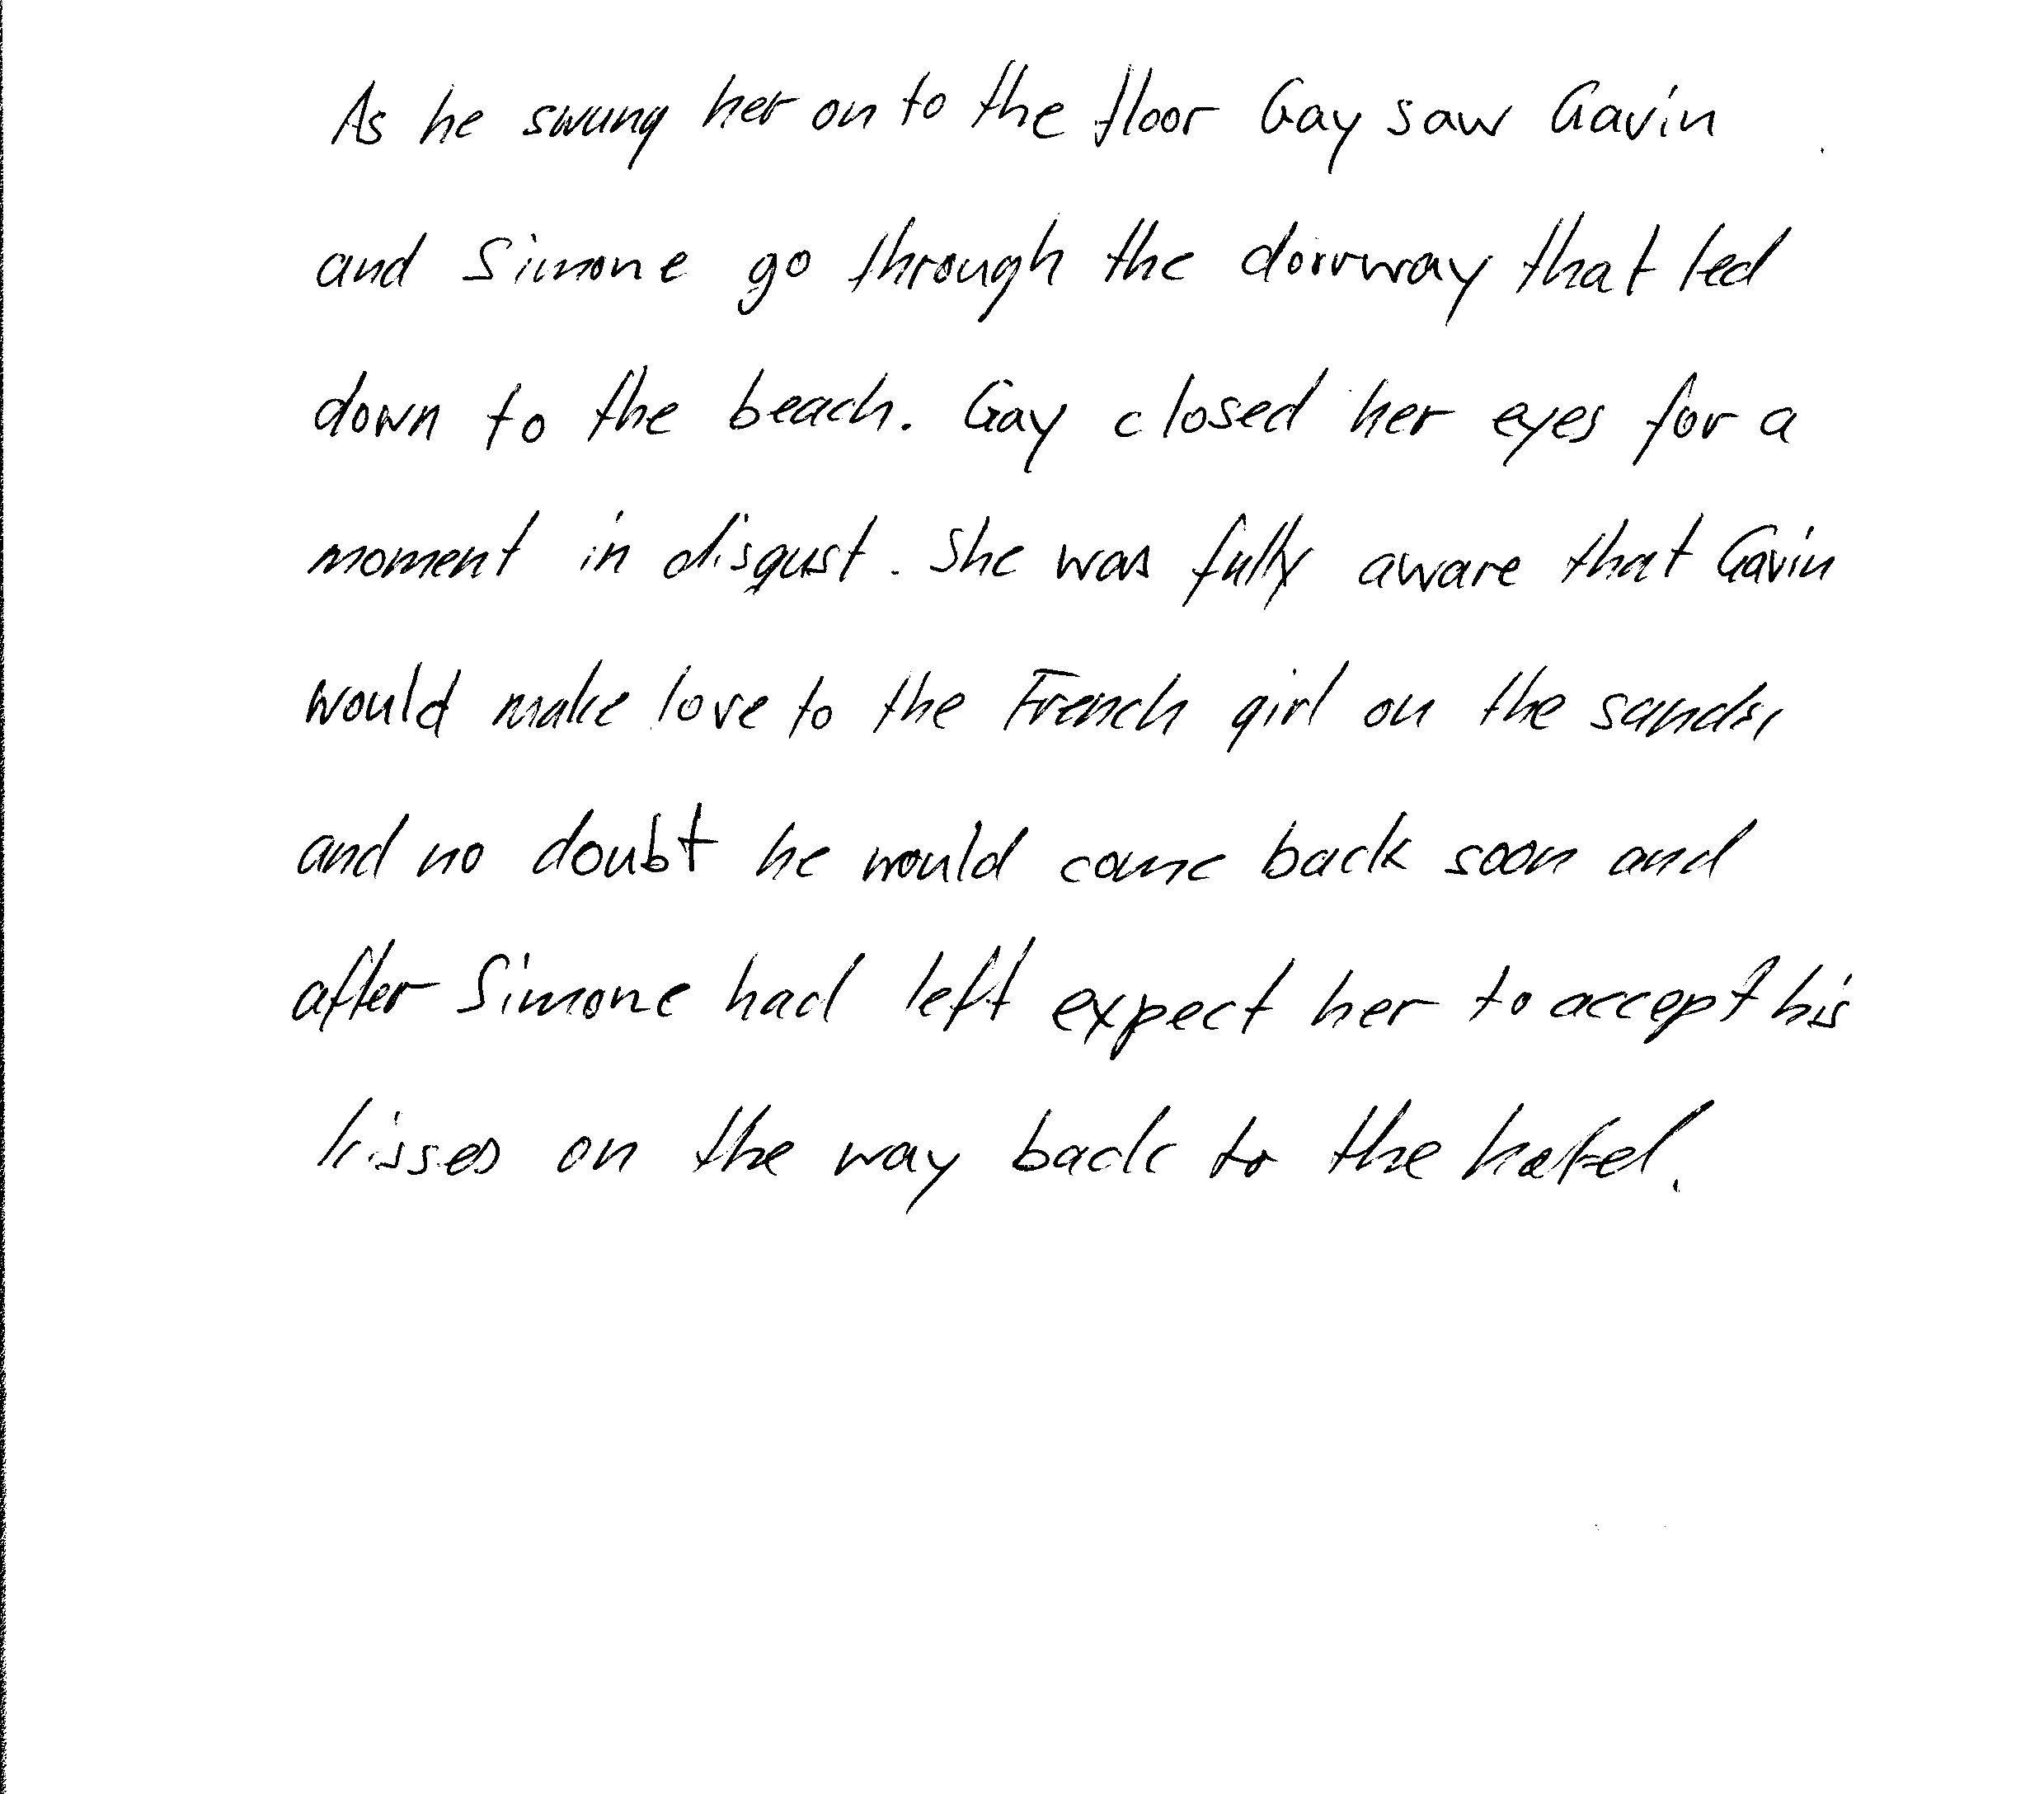 As he swung her on to the floor Gay saw Gavin
and Simone go through the doorway that led
down to the beach. Gay closed her eyes for a
moment in disgust. She was fully aware that Gavin
would make love to the French girl on the sands,
and no doubt he would come back soon and
after Simone had left expect her to accept his
kisses on the way back to the hotel.